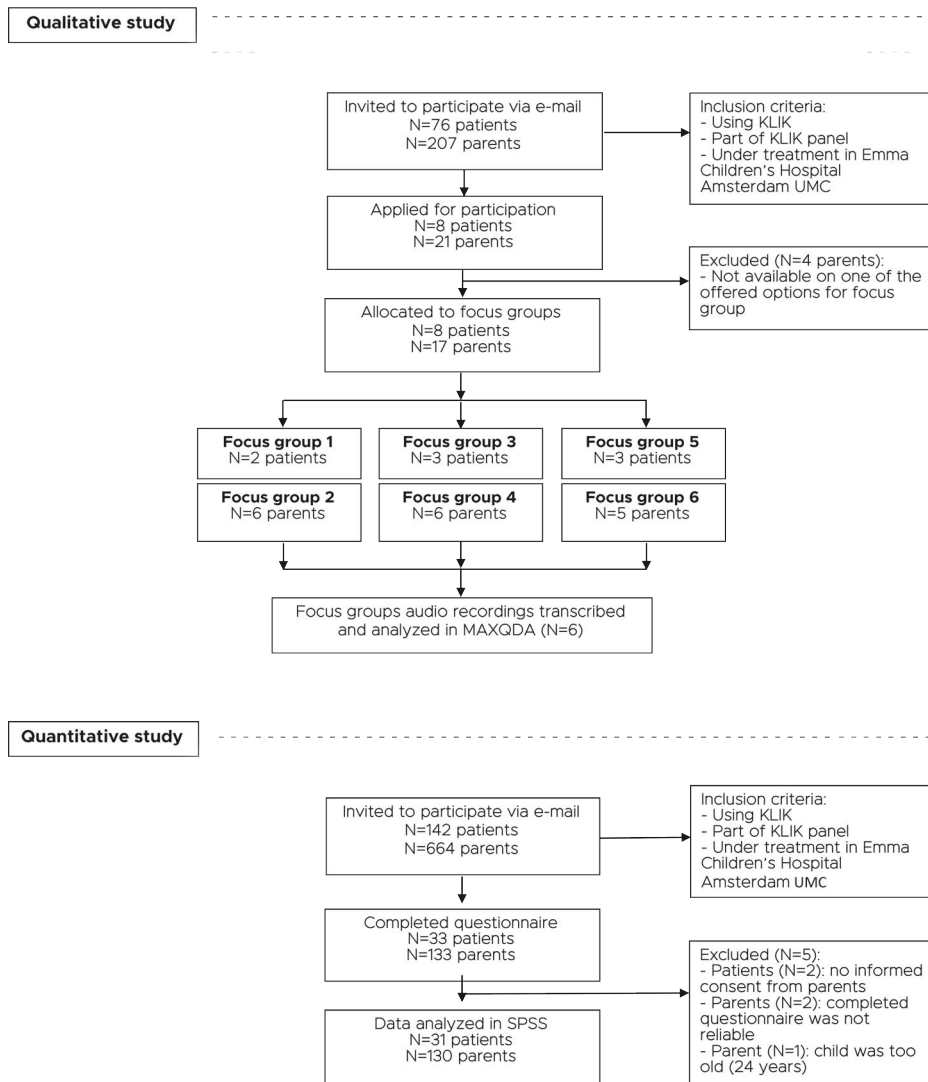 Qualitative study
Invited to participate via e-mail
N=76 patients
N=207 parents
Inclusion criteria:
- Using KLIK
- Part of KLIK panel
- Under treatment in Emma
Children's Hospital
Amsterdam UMC
Applied for participation
N=8 patients
N=21 parents
Excluded (N=4 parents):
- Not available on one of the
offered options for focus
group
Allocated to focus groups
N=8 patients
N=17 parents
Focus group 1
N=2 patients
Focus group 3
N=3 patients
Focus group 5
N=3 patients
Focus group 2
N=6 parents
Focus group 4
N=6 parents
Focus group 6
N=5 parents
Focus groups audio recordings transcribed
and analyzed in MAXQDA (N=6)
Quantitative study
Invited to participate via e-mail
N=142 patients
N=664 parents
Inclusion criteria:
- Using KLIK
- Part of KLIK panel
- Under treatment in Emma
Children's Hospital
Amsterdam UMC
Completed questionnaire
N=33 patients
N=133 parents
Excluded (N=5):
- Patients (N=2): no informed
consent from parents
- Parents (N=2): completed
questionnaire was not
reliable
- Parent (N=1): child was too
old (24 years)
Data analyzed in SPSS
N=31 patients
N=130 parents